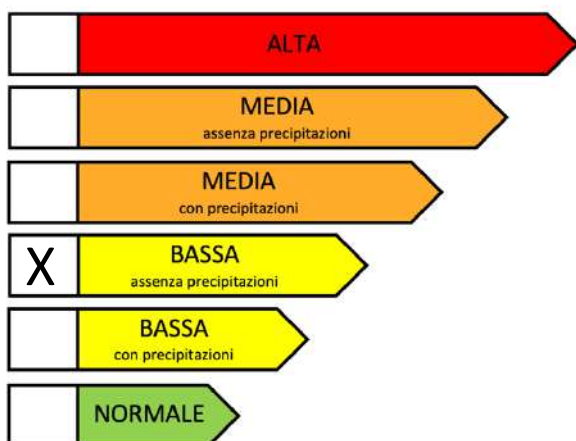 ALTA
MEDIA
assenza precipitazioni
MEDIA
con precipitazioni
X
BASSA
assenza precipitazioni
BASSA
con precipitazioni
NORMALE